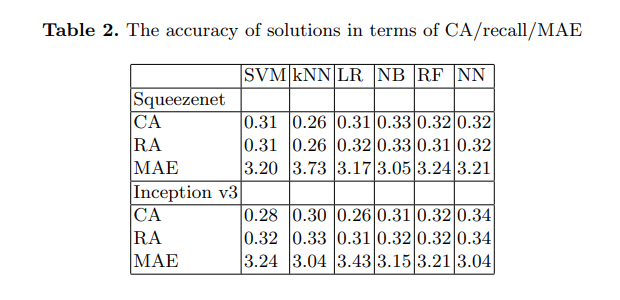 Table 2. The accuracy of solutions in terms of CA/recall/MAE
SVM kNN LR NB RF NN
Squeezenet
CA 0.31 0.26 0.31 0.33 0.32 0.32
RA 0.31 0.26 0.32 0.33 0.31 0.32
MAE 3.20 3.73 3.17 3.05 3.24 3.21
Inception v3
CA 0.28 0.30 0.26 0.31 0.32 0.34
RA 0.32 0.33 0.31 0.32 0.32 0.34
MAE 3.24 3.04 3.43 3.15 3.21 3.04